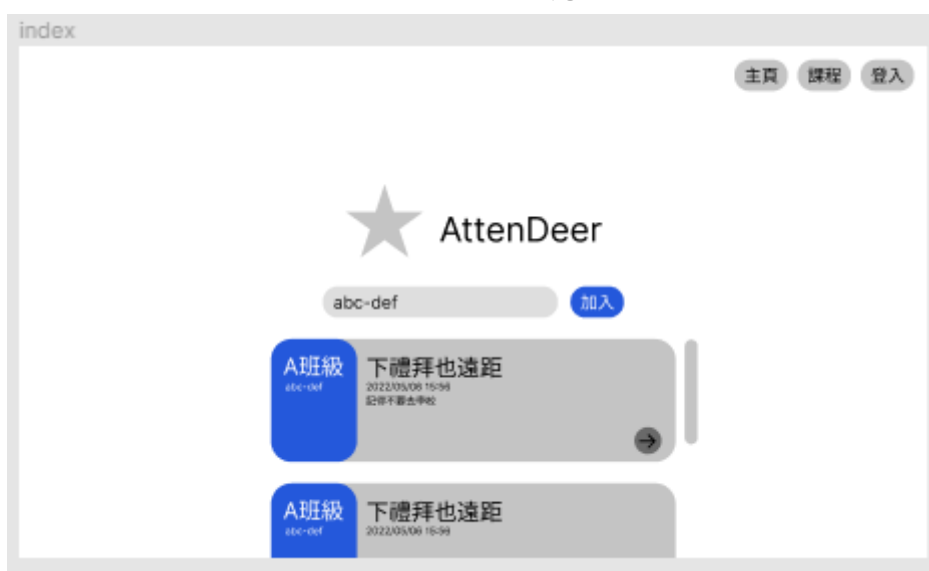 index
主頁 課程 登入
AttenDeer
abc-def 加入
A班級
abc-def
下禮拜也遠距
2022/05/06 15:56
記得不要去學校
A班級
abc-def
下禮拜也遠距
2022/05/06 15:56